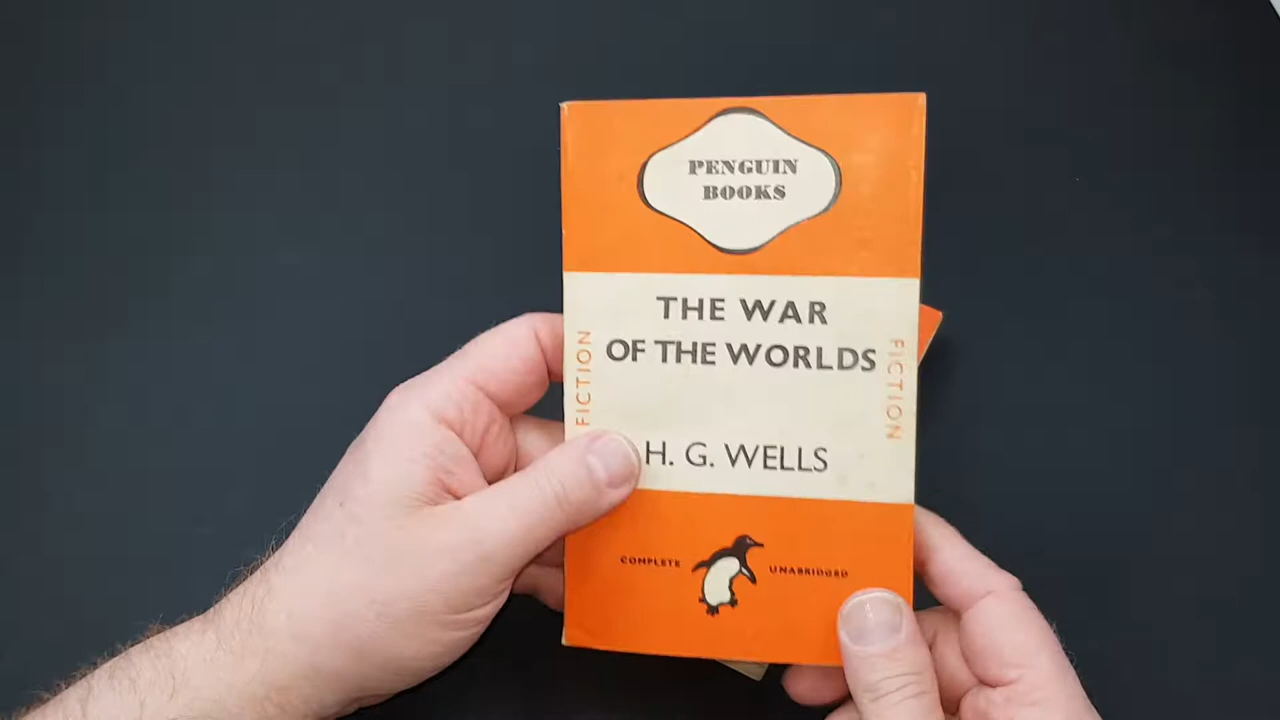 PENGUIN
BOOKS
THE WAR
OF THE WORLDS
FICTION
FICTION
H. G. WELLS
COMPLETE UNABRIDGED